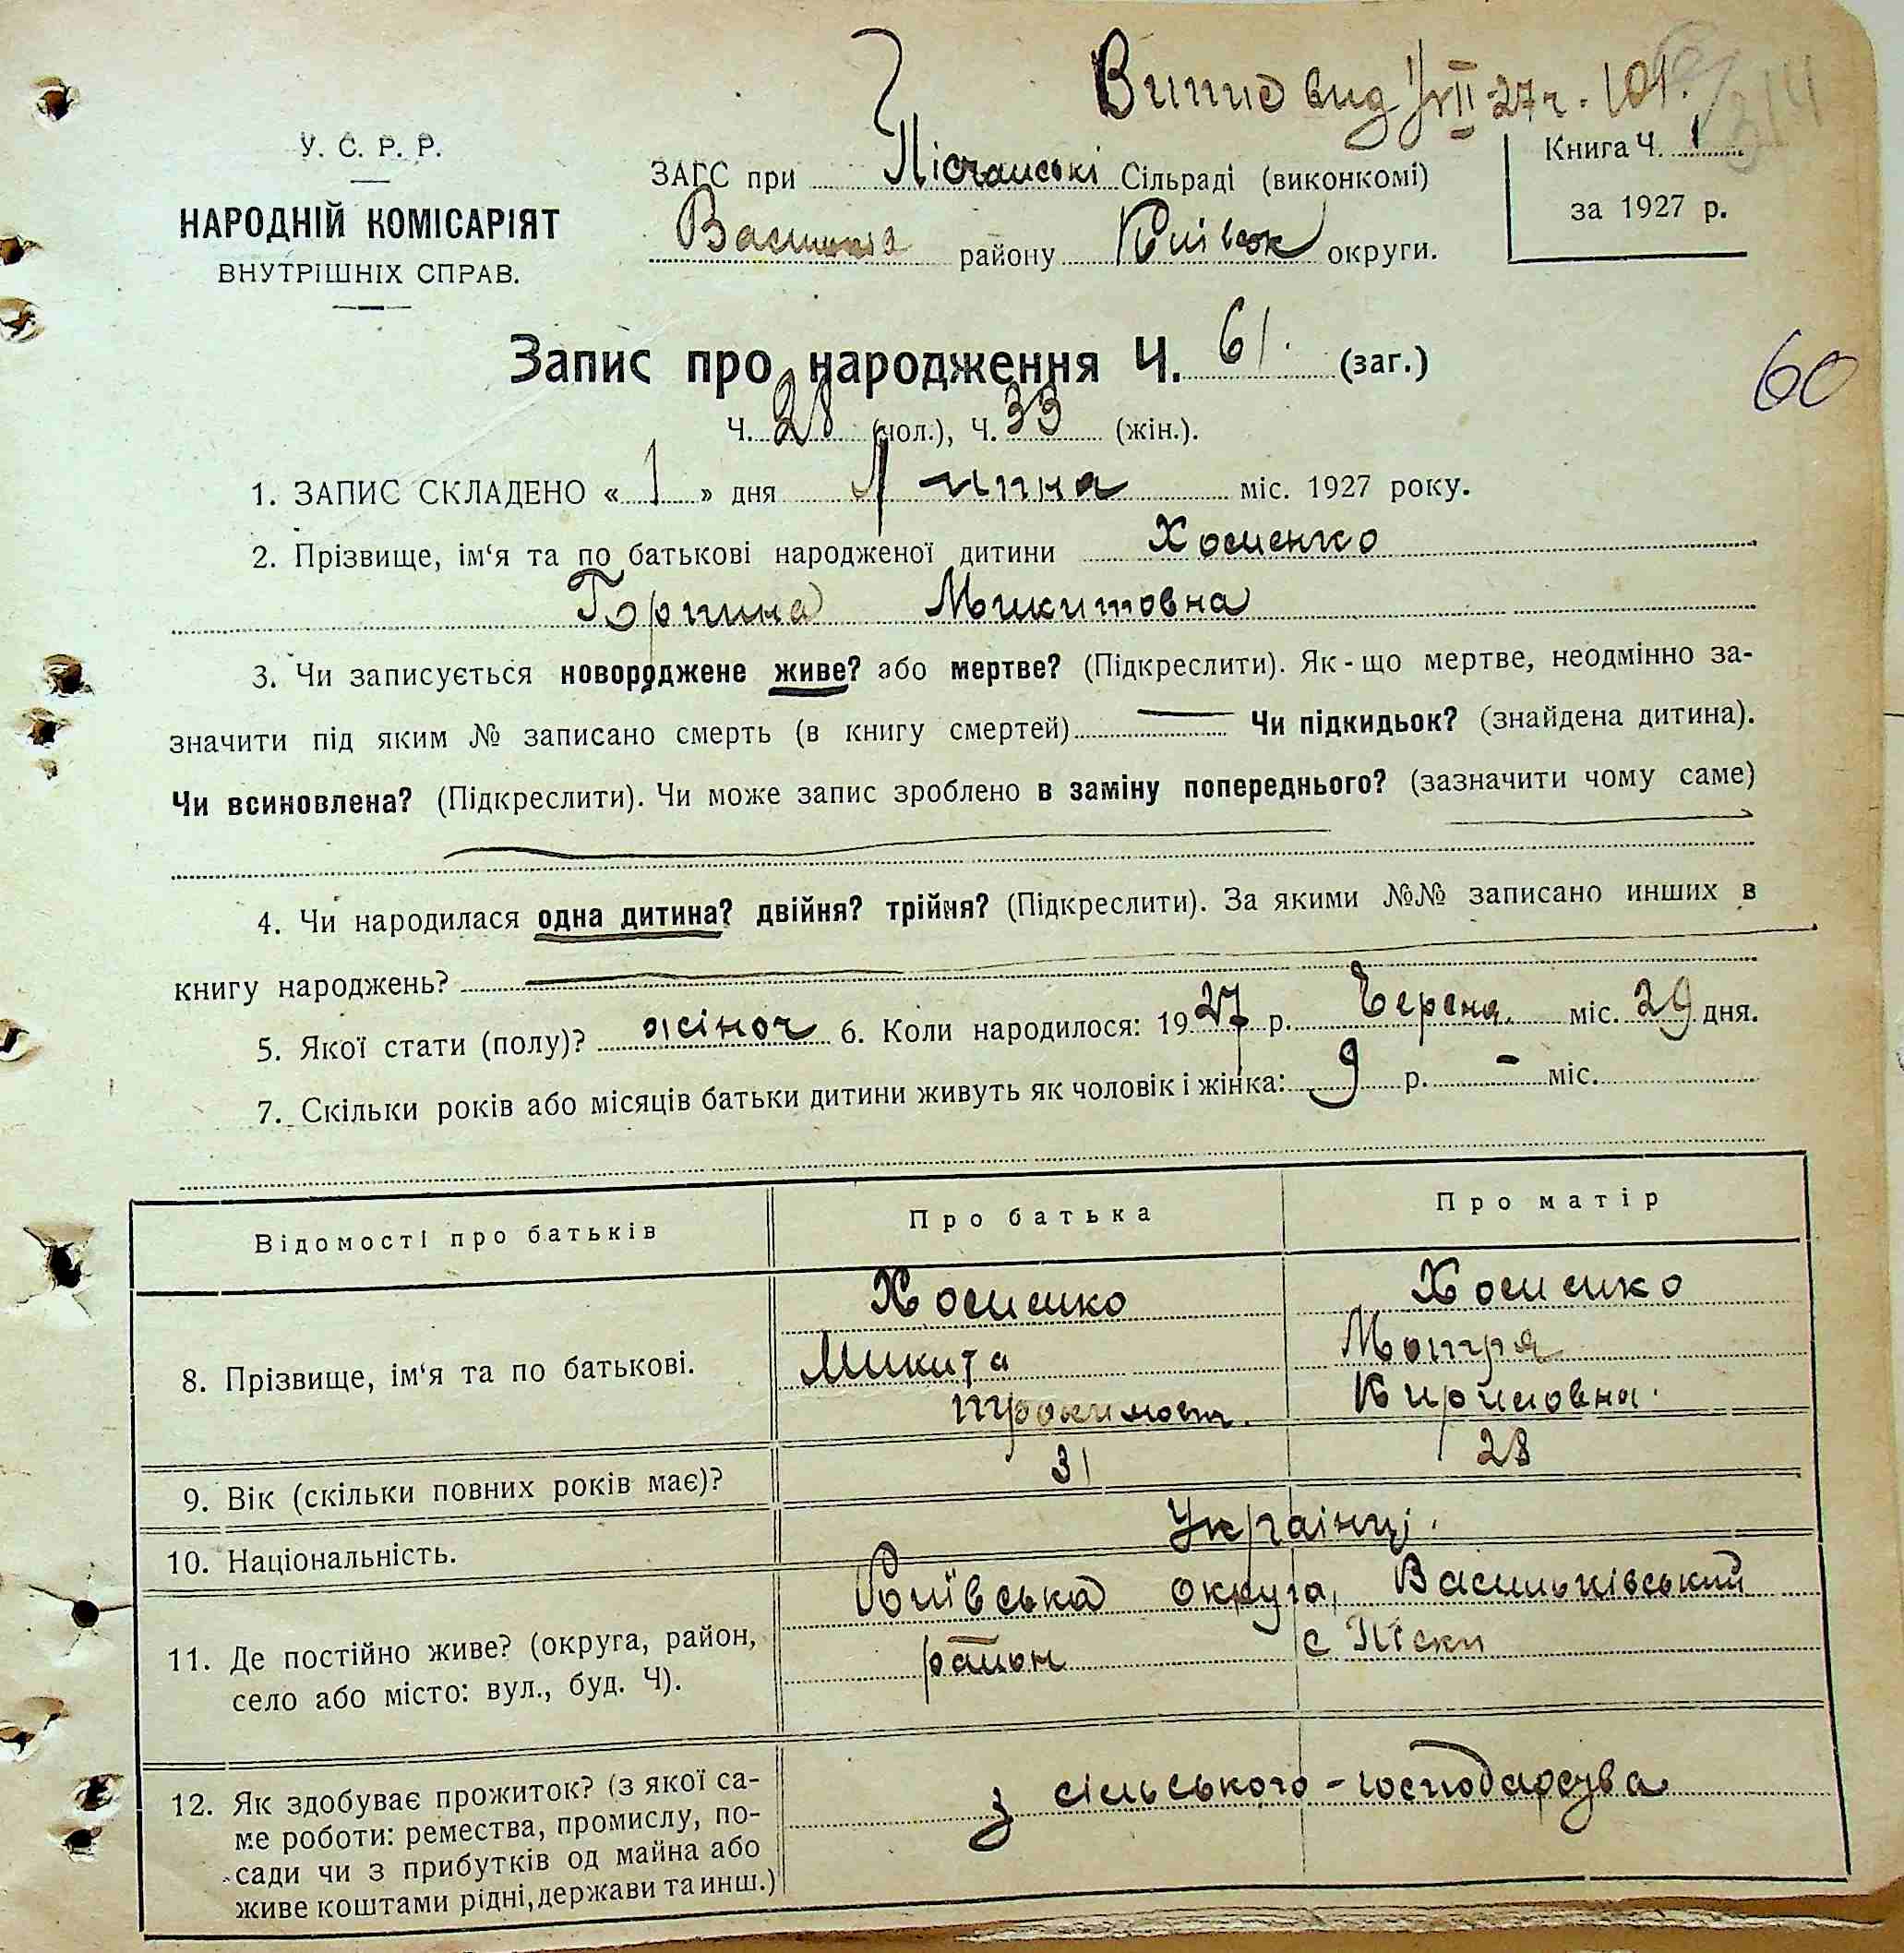 Випис вид 1/VII 27 г. 101.
214
У. С. Р. Р.
НАРОДНІЙ КОМІСАРІЯТ
ВНУТРІШНІХ СПРАВ.
ЗАГС при Пісчанські Сільраді (виконкомі)
району Київськ округи.
Книга Ч. 1
за 1927 р.
Запис про народження Ч. 61. (заг.)
60
Ч. 28 (чол.), Ч. 33 (жін.).
1. ЗАПИС СКЛАДЕНО «1» дня Липня міс. 1927 року.
2. Прізвище, ім‘я та по батькові народженої дитини Хоменко
Горпина Микитовна
3. Чи записується новороджене живе? або мертве? (Підкреслити). Як-що мертве, неодмінно за-
значити під яким № записано смерть (в книгу смертей) Чи підкидьок? (знайдена дитина).
Чи всиновлена? (Підкреслити). Чи може запис зроблено в заміну попереднього? (зазначити чому саме)
4. Чи народилася одна дитина? двійня? трійня? (Підкреслити). За якими №№ записано инших в
книгу народжень?
5. Якої стати (полу)? жіноч 6. Коли народилося: 1927 р. Червня. міс. 29 дня.
7. Скільки років або місяців батьки дитини живуть як чоловік і жінка: 9 р. - міс.
Відомості про батьків Про батька Про матір
Хоменко Хоменко
8. Прізвище, ім‘я та по батькові. Микита Мотря
Кириловна.
9. Вік (скільки повних років має)? 31 28
10. Національність. Українці.
11. Де постійно живе? (округа, район, Київська округа, Васильківський
село або місто: вул., буд. Ч). район с Піски
12. Як здобуває прожиток? (з якої са- з сільського-господарсува
ме роботи: ремества, промислу, по-
сади чи з прибутків од майна або
живе коштами рідні, держави та инш.)